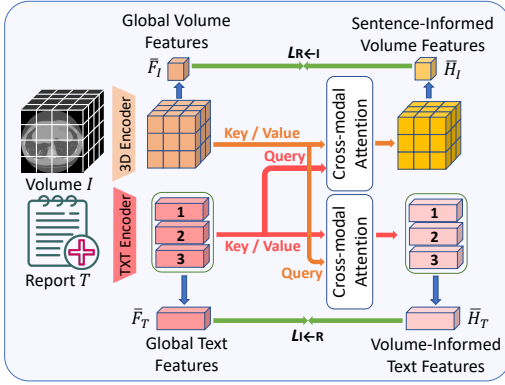 Global Volume
Features
Sentence-Informed
Volume Features
F̅I
LR←I
H̅I
3D Encoder
Key / Value
Query
Cross-modal
Attention
Volume I
TXT Encoder
1
2
3
Key / Value
Query
Cross-modal
Attention
1
2
3
Report T
F̅T
LI←R
H̅T
Global Text
Features
Volume-Informed
Text Features